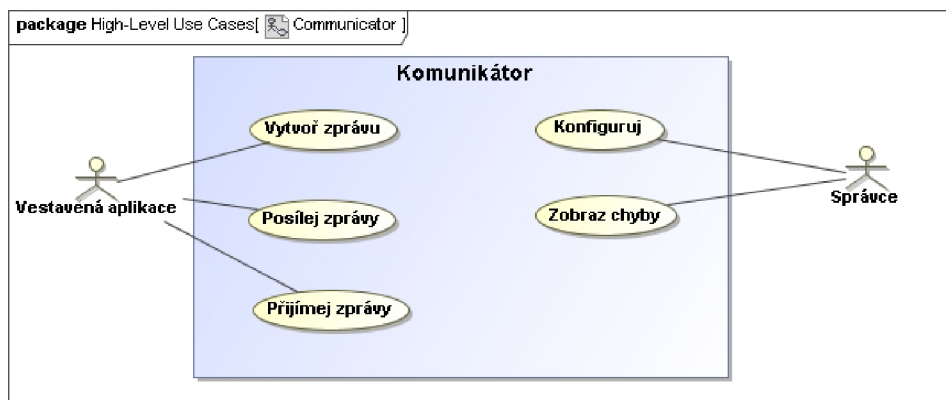 package High-Level Use Cases[ Communicator ]
Komunikátor
Vytvoř zprávu
Konfiguruj
Vestavěná aplikace
Správce
Posílej zprávy
Zobraz chyby
Přijímej zprávy